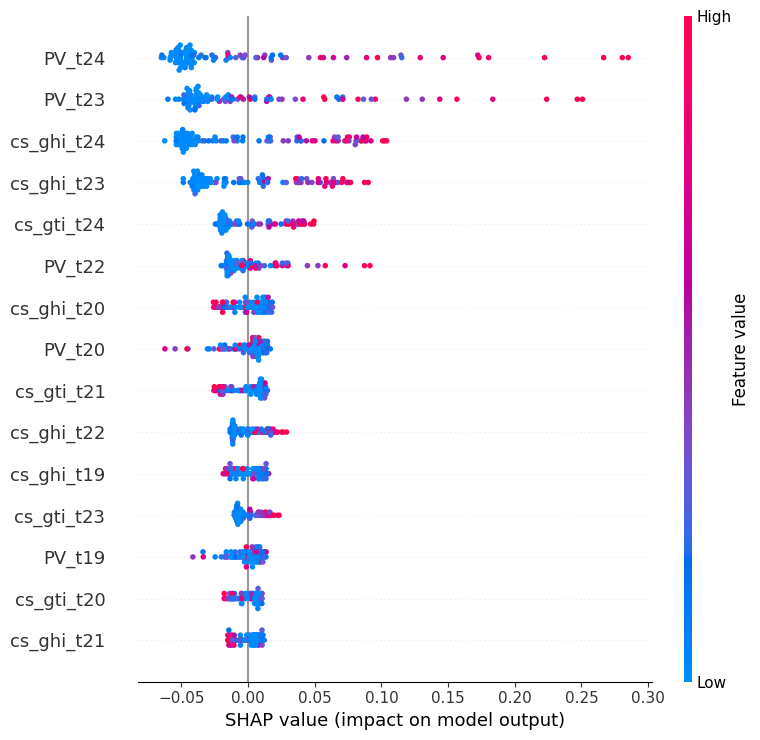 High
PV_t24
PV_t23
cs_ghi_t24
cs_ghi_t23
cs_gti_t24
PV_t22
cs_ghi_t20
PV_t20
cs_gti_t21
cs_ghi_t22
cs_ghi_t19
cs_gti_t23
PV_t19
cs_gti_t20
cs_ghi_t21
Feature value
Low
−0.05 0.00 0.05 0.10 0.15 0.20 0.25 0.30
SHAP value (impact on model output)